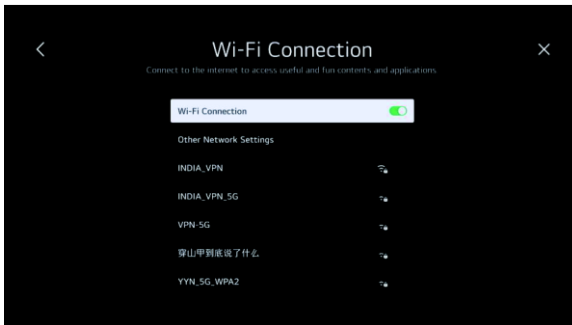 Wi-Fi Connection
Connect to the internet to access useful and fun contents and applications.
Wi-Fi Connection
Other Network Settings
INDIA_VPN
INDIA_VPN_5G
VPN-5G
穿山甲到底说了什么
YYN_5G_WPA2